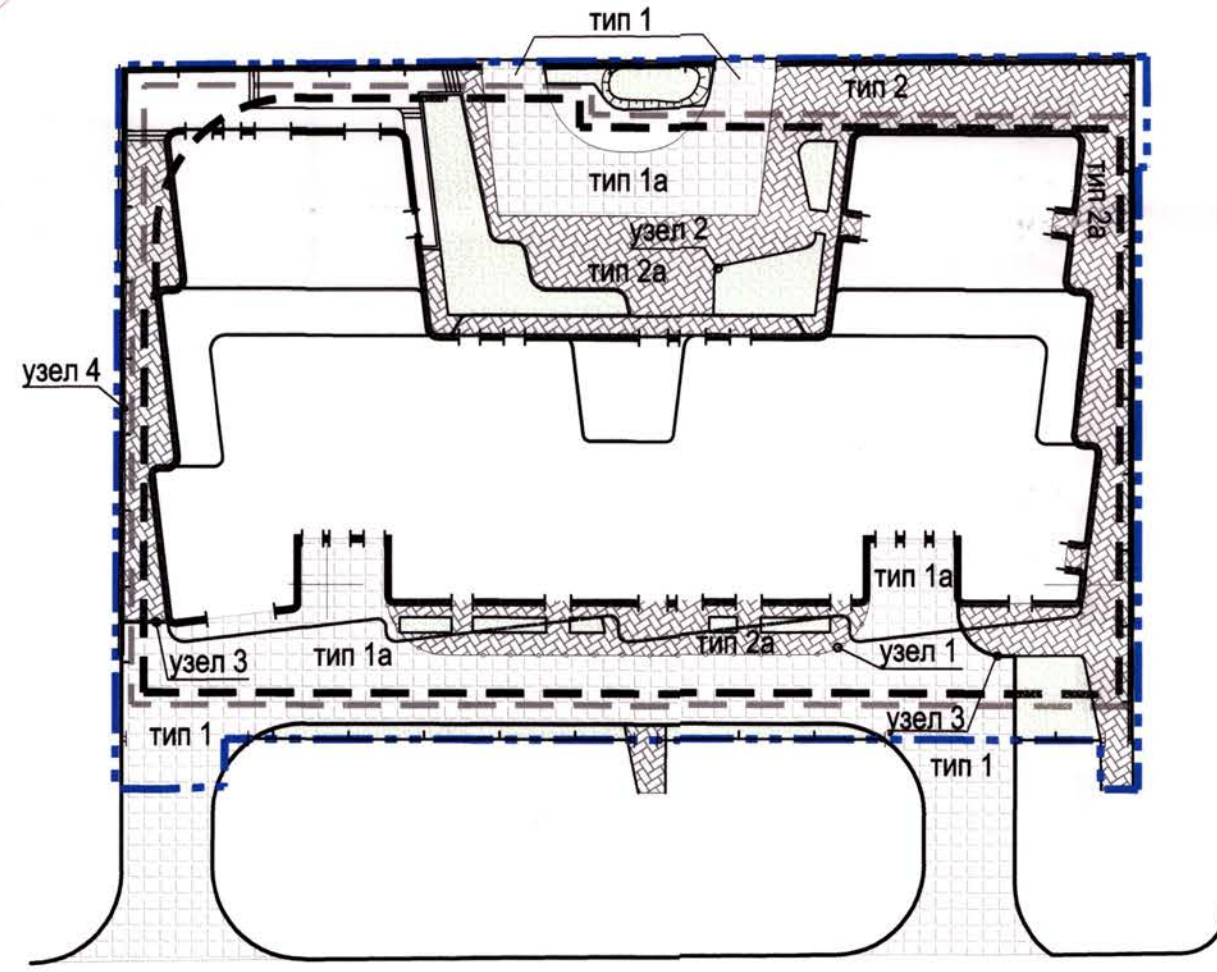 тип 1
тип 2
тип 1а
тип 2а
узел 2
тип 2а
узел 4
тип 1а
узел 3
тип 1а
тип 2а
узел 1
тип 1
узел 3
тип 1